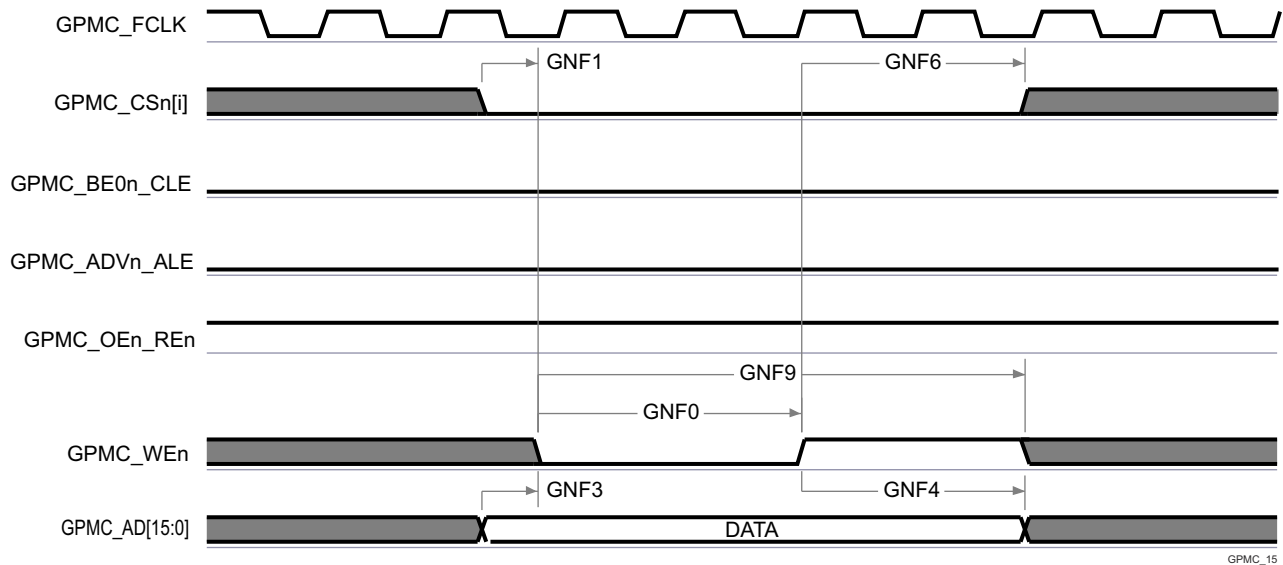 GPMC_FCLK
GNF1
GNF6
GPMC_CSn[i]
GPMC_BE0n_CLE
GPMC_ADVn_ALE
GPMC_OEn_REn
GNF9
GNF0
GPMC_WEn
GNF3
GNF4
GPMC_AD[15:0]
DATA
GPMC_15